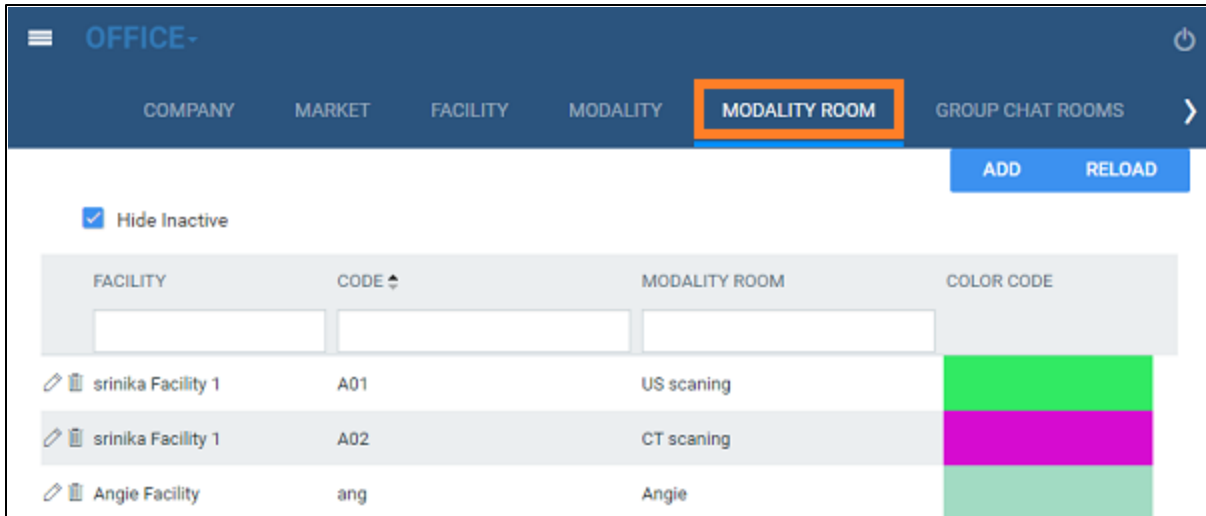 OFFICE
COMPANY MARKET FACILITY MODALITY MODALITY ROOM GROUP CHAT ROOMS
ADD RELOAD
Hide Inactive
FACILITY CODE MODALITY ROOM COLOR CODE
srinika Facility 1 A01 US scaning
srinika Facility 1 A02 CT scaning
Angie Facility ang Angie